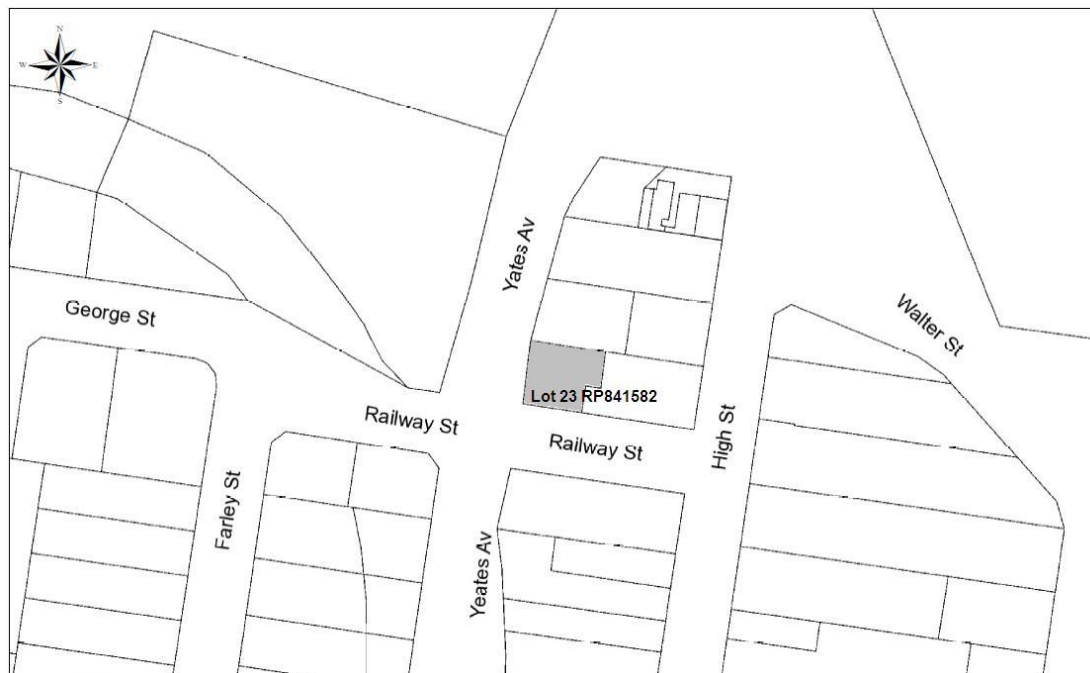 N
W E
S
Yates Av
George St
Walter St
Lot 23 RP841582
Railway St
Railway St
High St
Farley St
Yeates Av